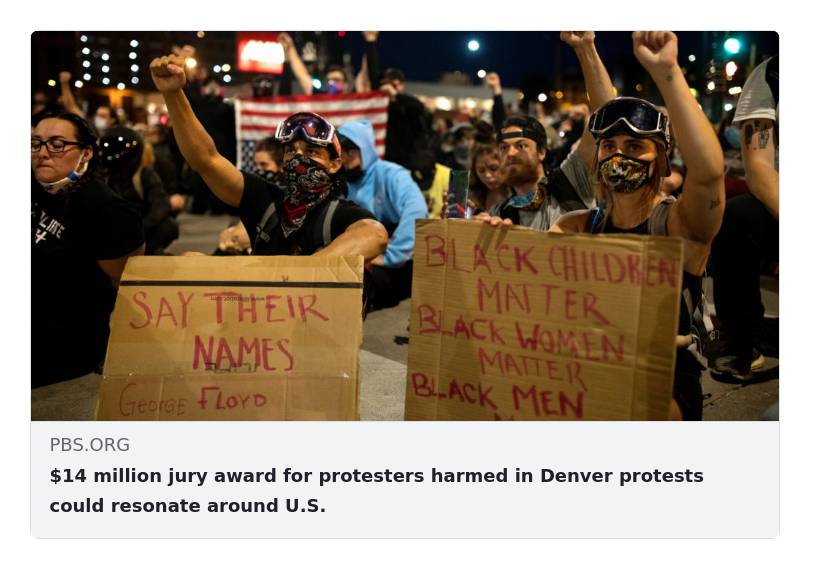 SAY THEIR
NAMES
GEORGE FLOYD
BLACK CHILDREN
MATTER
BLACK WOMEN
MATTER
BLACK MEN
PBS.ORG
$14 million jury award for protesters harmed in Denver protests
could resonate around U.S.